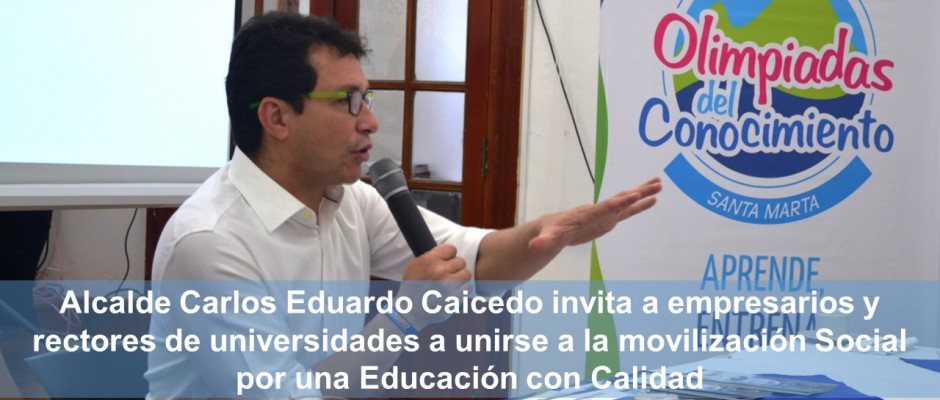 Olimpiadas
del
Conocimiento
SANTA MARTA
APRENDE,
ENTRENA
Alcalde Carlos Eduardo Caicedo invita a empresarios y
rectores de universidades a unirse a la movilización Social
por una Educación con Calidad